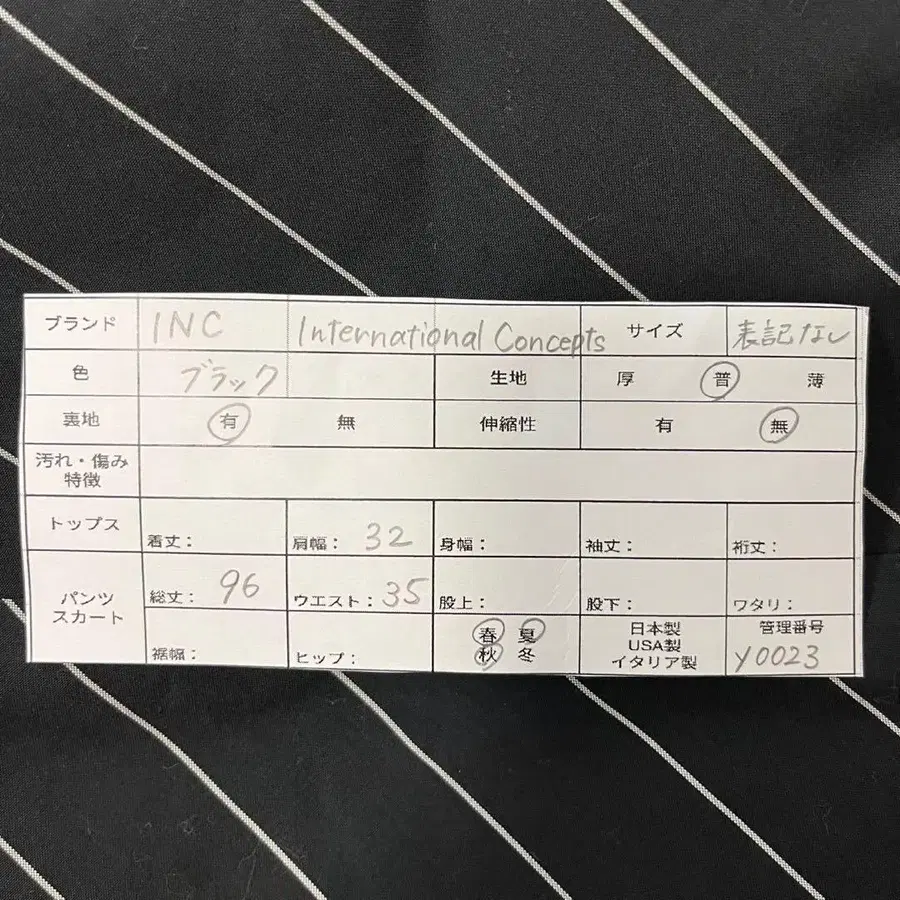 ブランド INC International Concepts サイズ 表記なし
色 ブラック 生地 厚 普 薄
裏地 有 無 伸縮性 有 無
汚れ・傷み
特徴
トップス 着丈: 肩幅: 32 身幅: 袖丈: 裄丈:
パンツ
スカート
総丈: 96 ウエスト: 35 股上: 股下: ワタリ:
裾幅: ヒップ:
春 夏
秋 冬
日本製
USA製
イタリア製
管理番号
Y0023